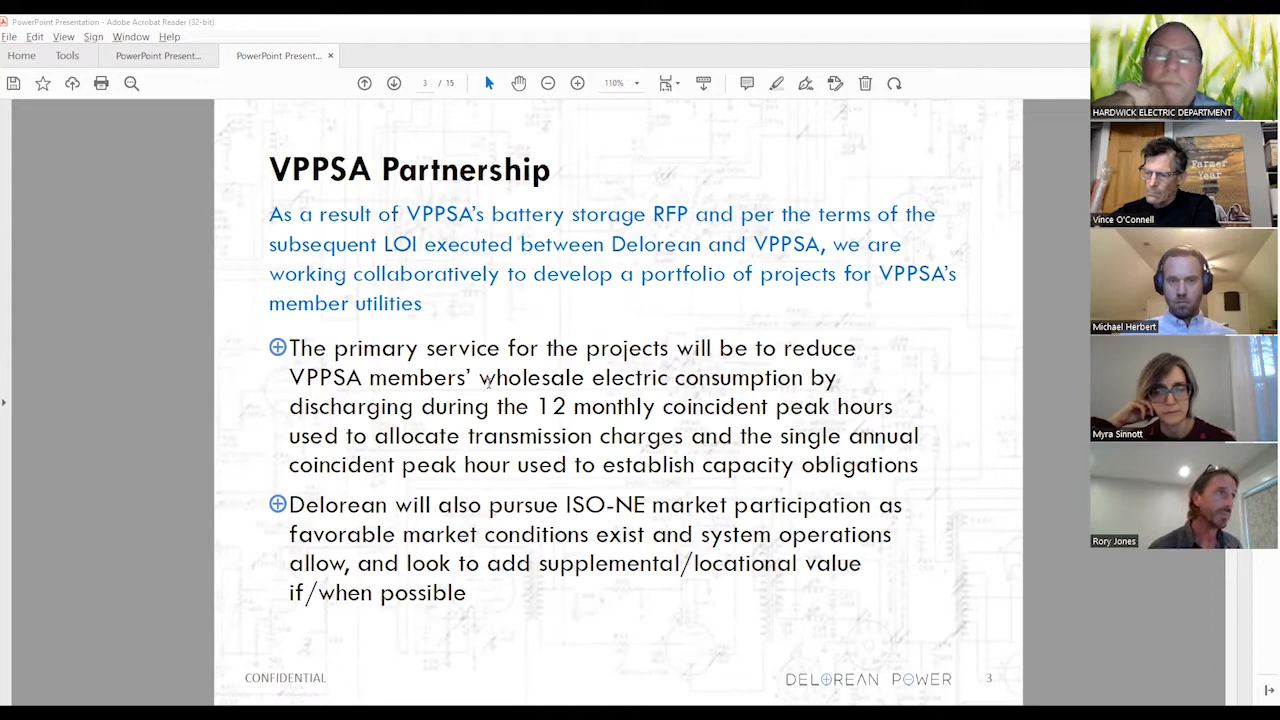 PowerPoint Presentation - Adobe Acrobat Reader (32-bit)
File Edit View Sign Window Help
Home Tools PowerPoint Present... PowerPoint Present... ×
3 / 15 110%
VPPSA Partnership
As a result of VPPSA's battery storage RFP and per the terms of the
subsequent LOI executed between Delorean and VPPSA, we are
working collaboratively to develop a portfolio of projects for VPPSA's
member utilities
The primary service for the projects will be to reduce
VPPSA members' wholesale electric consumption by
discharging during the 12 monthly coincident peak hours
used to allocate transmission charges and the single annual
coincident peak hour used to establish capacity obligations
Delorean will also pursue ISO-NE market participation as
favorable market conditions exist and system operations
allow, and look to add supplemental/locational value
if/when possible
CONFIDENTIAL DELOREAN POWER 3
HARDWICK ELECTRIC DEPARTMENT
Farmer
of the
Year
Vince O'Connell
Michael Herbert
Myra Sinnott
Rory Jones